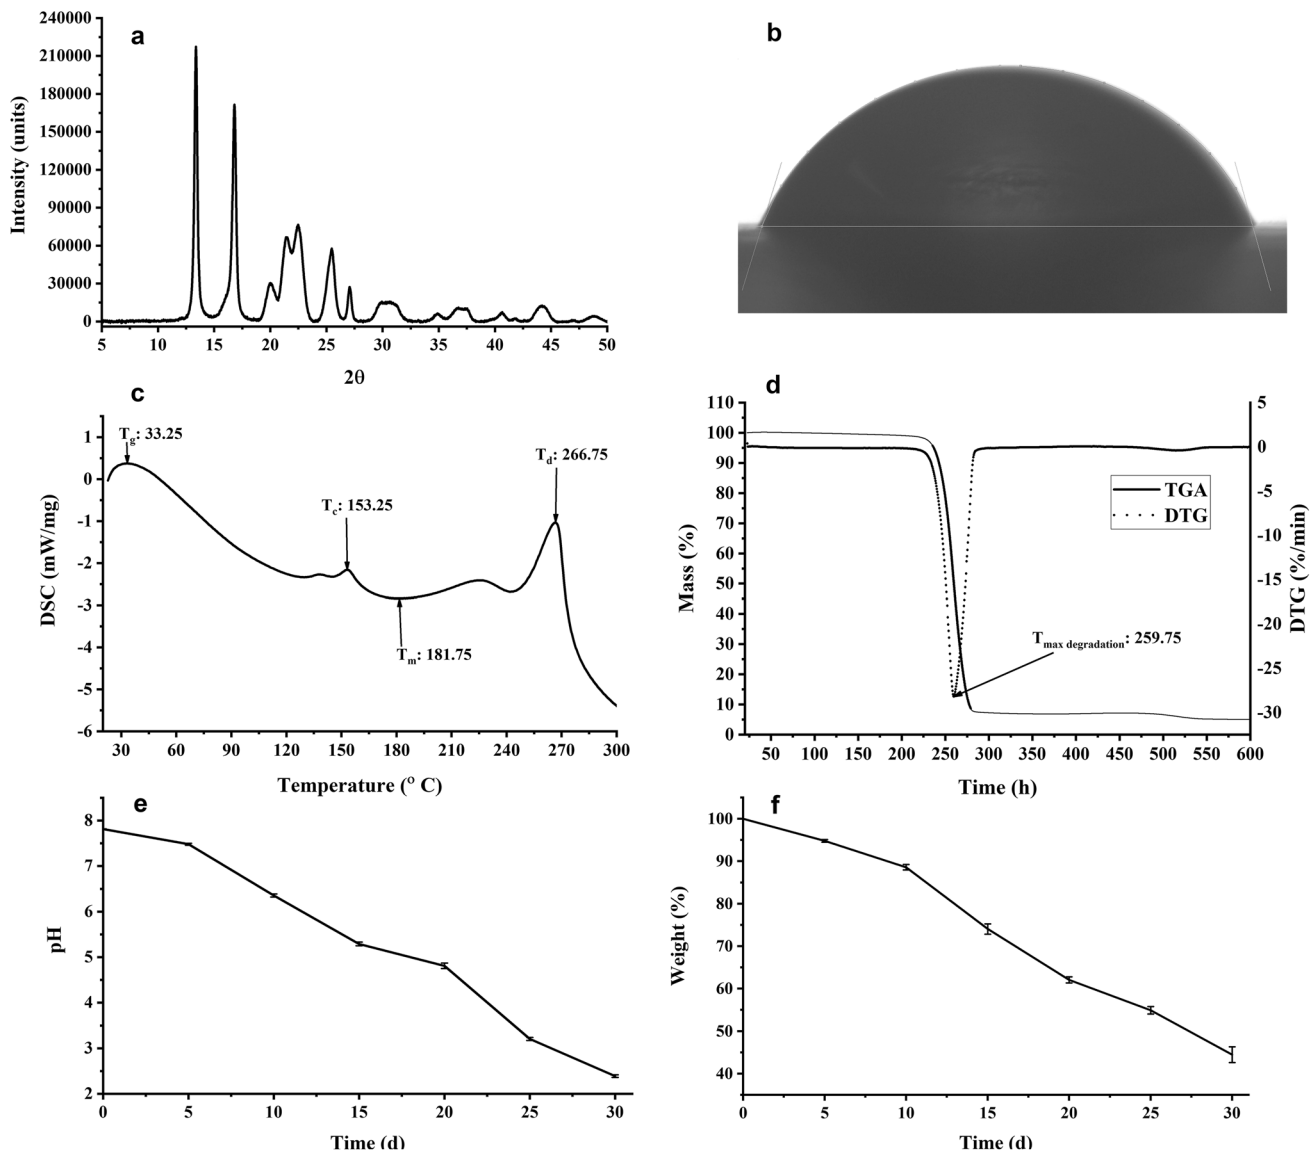 a
240000
210000
180000
150000
120000
90000
60000
30000
0
Intensity (units)
5 10 15 20 25 30 35 40 45 50
2θ
b
c
Tg: 33.25
Tc: 153.25
Td: 266.75
Tm: 181.75
1
0
-1
-2
-3
-4
-5
-6
DSC (mW/mg)
30 60 90 120 150 180 210 240 270 300
Temperature (° C)
d
110
100
90
80
70
60
50
40
30
20
10
0
Mass (%)
5
0
-5
-10
-15
-20
-25
-30
DTG (%/min)
TGA
DTG
Tmax degradation: 259.75
50 100 150 200 250 300 350 400 450 500 550 600
Time (h)
e
8
7
6
5
4
3
2
pH
0 5 10 15 20 25 30
Time (d)
f
100
90
80
70
60
50
40
Weight (%)
0 5 10 15 20 25 30
Time (d)